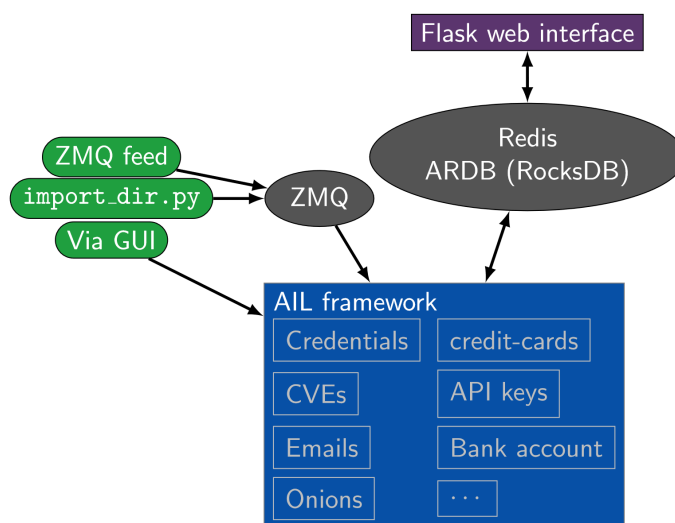 Flask web interface
Redis
ARDB (RocksDB)
ZMQ feed
import_dir.py
Via GUI
ZMQ
AIL framework
Credentials
credit-cards
CVEs
API keys
Emails
Bank account
Onions
...